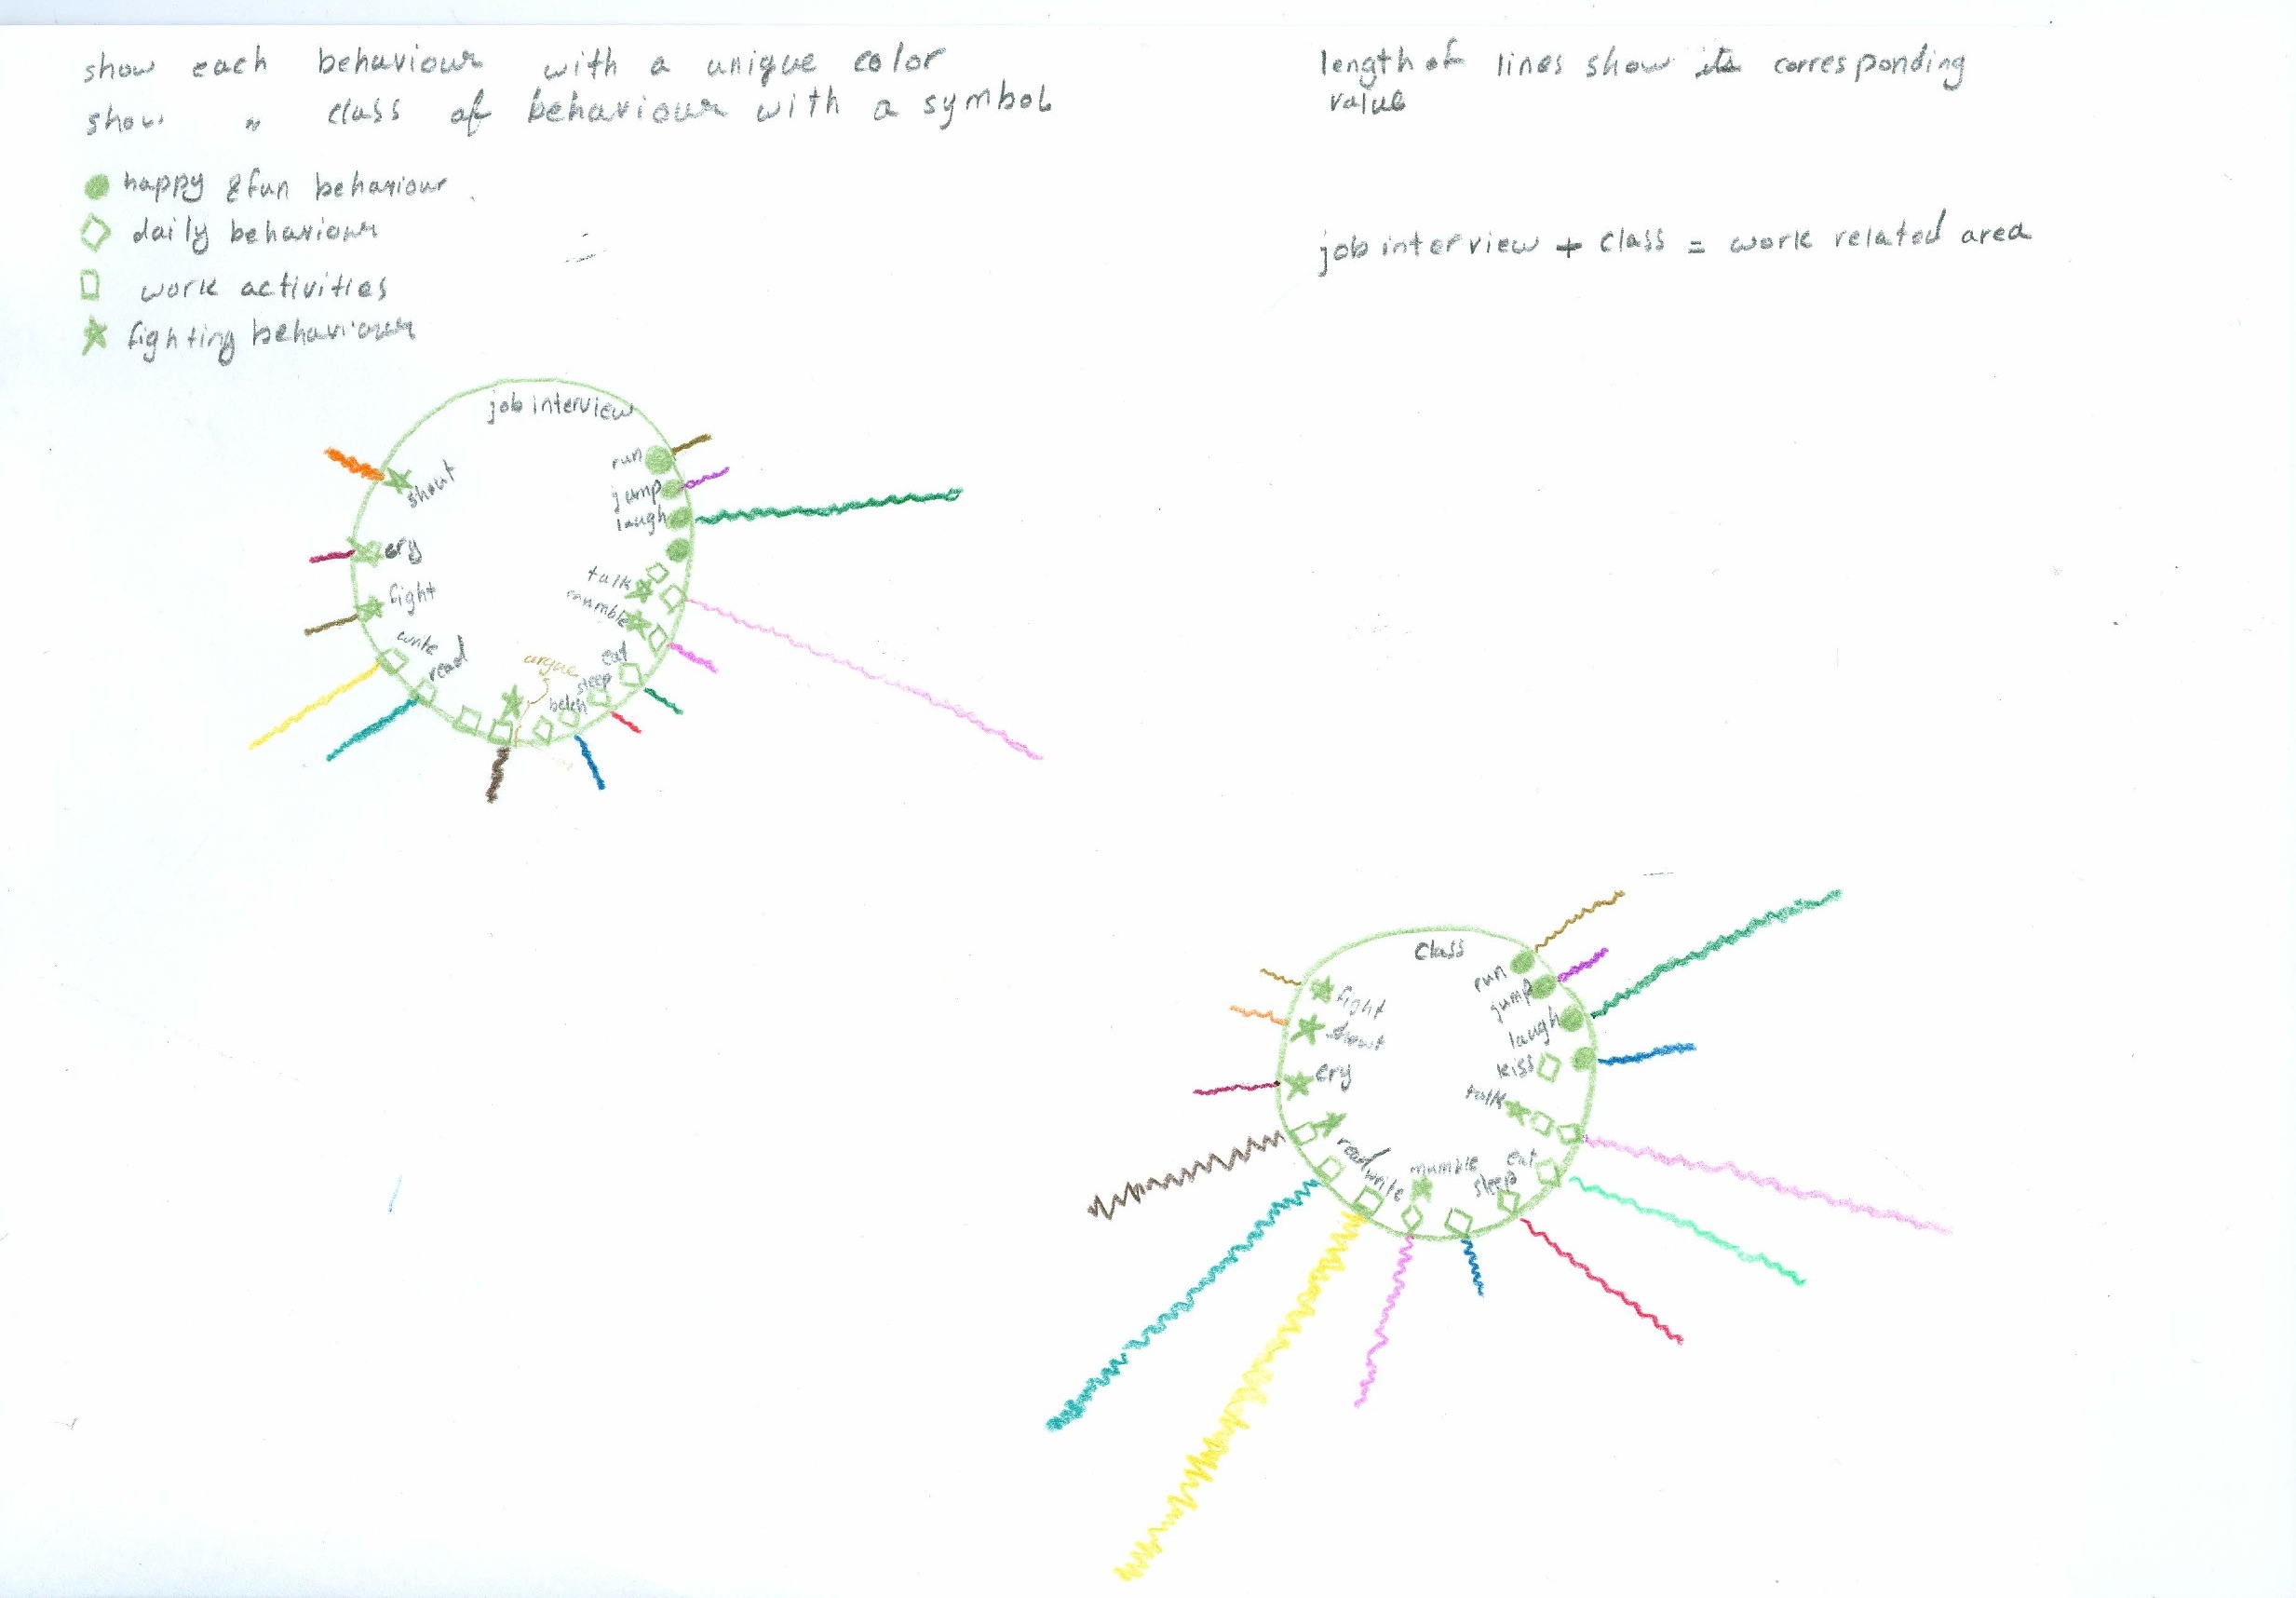 show each behaviour with a unique color
show " class of behaviour with a symbol
happy & fun behaviour
daily behaviour
work activities
fighting behaviour
length of lines show its corresponding
value
job interview + class = work related area
job interview
run
jump
laugh
talk
mumble
eat
sleep
belch
argue
read
write
fight
cry
shout
class
run
jump
laugh
kiss
talk
eat
sleep
mumble
write
read
cry
shout
fight